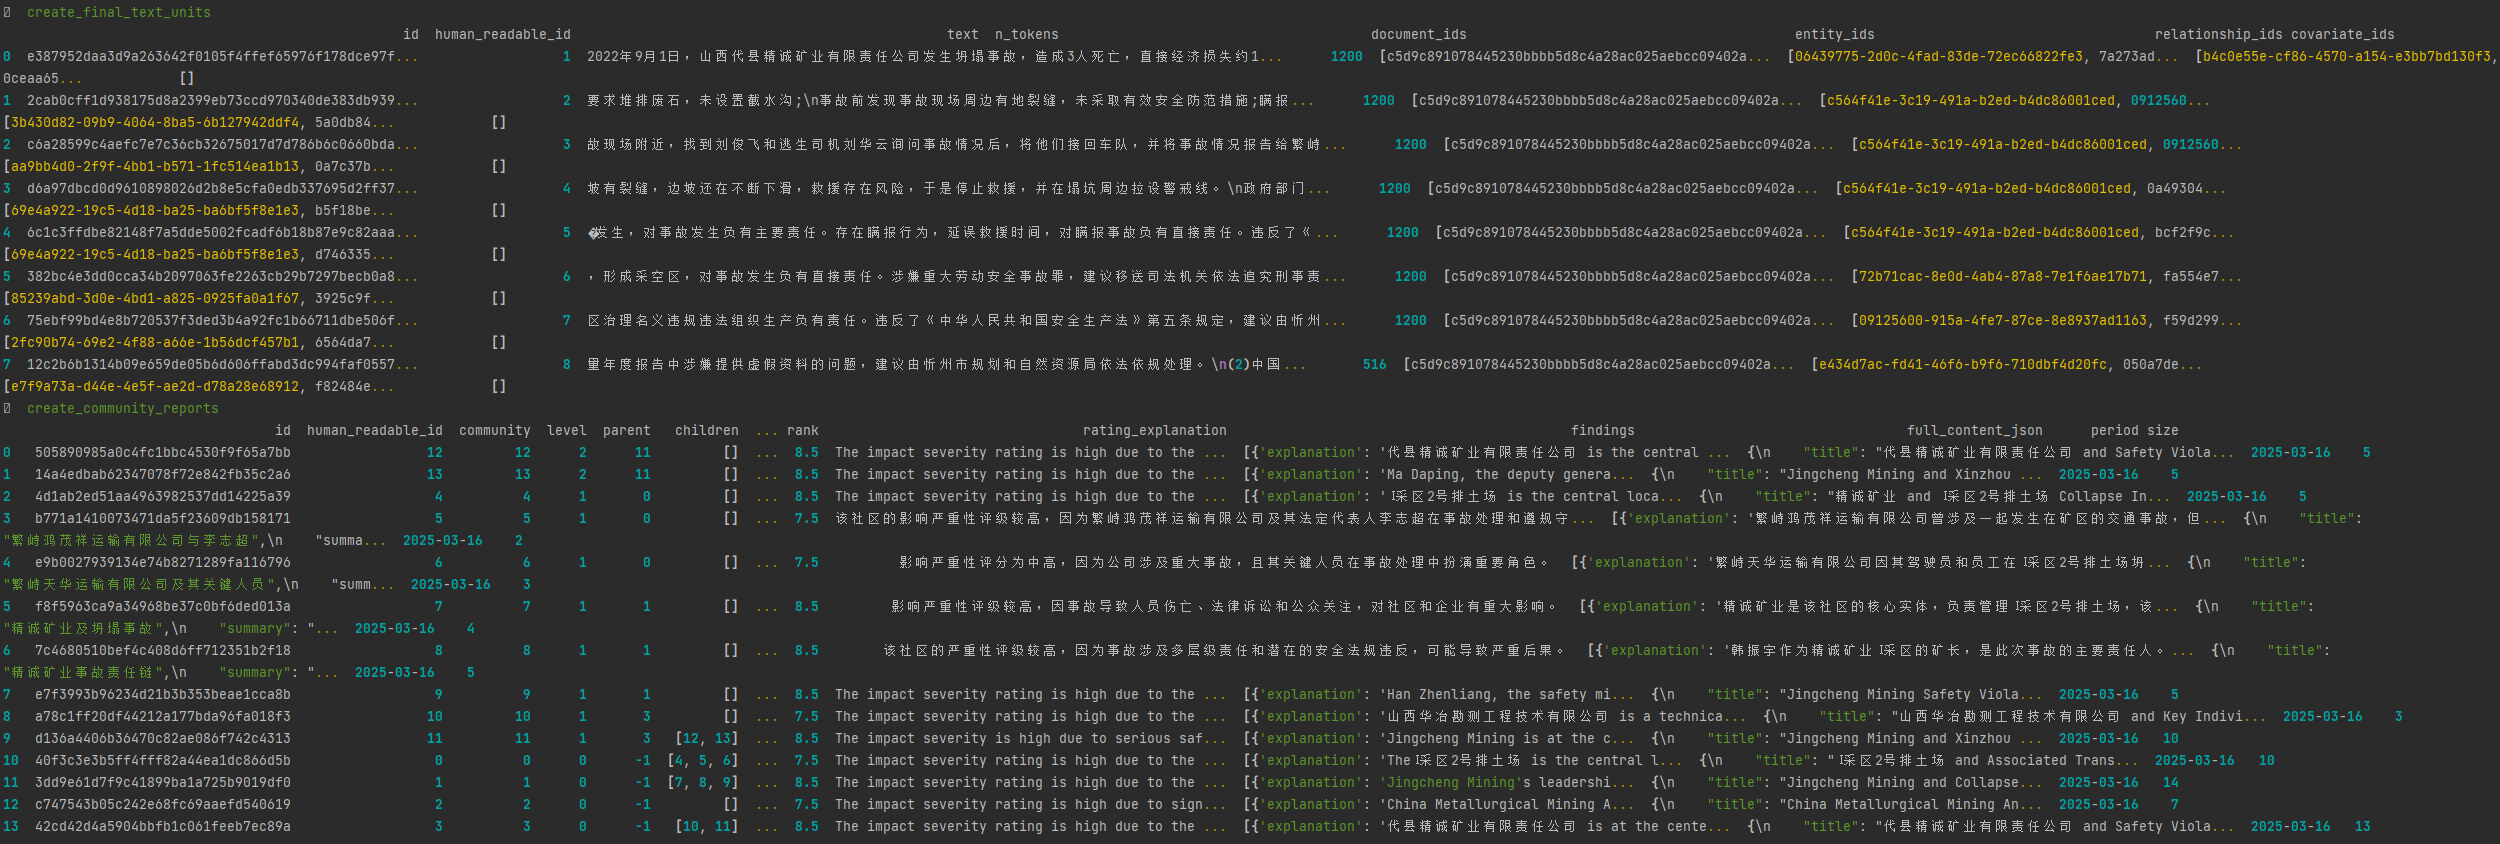 create_final_text_units
id human_readable_id text n_tokens document_ids entity_ids relationship_ids covariate_ids
0 e387952daa3d9a263642f0105f4ffef65976f178dce97f... 1 2022年9月1日，山西代县精诚矿业有限责任公司发生坍塌事故，造成3人死亡，直接经济损失约1... 1200 [c5d9c891078445230bbbb5d8c4a28ac025aebcc09402a... [06439775-2d0c-4fad-83de-72ec66822fe3, 7a273ad... [b4c0e55e-cf86-4570-a154-e3bb7bd130f3,
0ceaa65... []
1 2cab0cff1d938175d8a2399eb73ccd970340de383db939... 2 要求堆排废石，未设置截水沟;\n事故前发现事故现场周边有地裂缝，未采取有效安全防范措施;瞒报... 1200 [c5d9c891078445230bbbb5d8c4a28ac025aebcc09402a... [c564f41e-3c19-491a-b2ed-b4dc86001ced, 0912560...
[3b430d82-09b9-4064-8ba5-6b127942ddf4, 5a0db84... []
2 c6a28599c4aefc7e7c36cb32675017d7d786b6c0660bda... 3 故现场附近，找到刘俊飞和逃生司机刘华云询问事故情况后，将他们接回车队，并将事故情况报告给繁峙... 1200 [c5d9c891078445230bbbb5d8c4a28ac025aebcc09402a... [c564f41e-3c19-491a-b2ed-b4dc86001ced, 0912560...
[aa9bb4d0-2f9f-4bb1-b571-1fc514ea1b13, 0a7c37b... []
3 d6a97dbcd0d9610898026d2b8e5cfa0edb337695d2ff37... 4 坡有裂缝，边坡还在不断下滑，救援存在风险，于是停止救援，并在塌坑周边拉设警戒线。\n政府部门... 1200 [c5d9c891078445230bbbb5d8c4a28ac025aebcc09402a... [c564f41e-3c19-491a-b2ed-b4dc86001ced, 0a49304...
[69e4a922-19c5-4d18-ba25-ba6bf5f8e1e3, b5f18be... []
4 6c1c3ffdbe82148f7a5dde5002fcadf6b18b87e9c82aaa... 5 �发生，对事故发生负有主要责任。存在瞒报行为，延误救援时间，对瞒报事故负有直接责任。违反了《... 1200 [c5d9c891078445230bbbb5d8c4a28ac025aebcc09402a... [c564f41e-3c19-491a-b2ed-b4dc86001ced, bcf2f9c...
[69e4a922-19c5-4d18-ba25-ba6bf5f8e1e3, d746335... []
5 382bc4e3dd0cca34b2097063fe2263cb29b7297becb0a8... 6 ，形成采空区，对事故发生负有直接责任。涉嫌重大劳动安全事故罪，建议移送司法机关依法追究刑事责... 1200 [c5d9c891078445230bbbb5d8c4a28ac025aebcc09402a... [72b71cac-8e0d-4ab4-87a8-7e1f6ae17b71, fa554e7...
[85239abd-3d0e-4bd1-a825-0925fa0a1f67, 3925c9f... []
6 75ebf99bd4e8b720537f3ded3b4a92fc1b66711dbe506f... 7 区治理名义违规违法组织生产负有责任。违反了《中华人民共和国安全生产法》第五条规定，建议由忻州... 1200 [c5d9c891078445230bbbb5d8c4a28ac025aebcc09402a... [09125600-915a-4fe7-87ce-8e8937ad1163, f59d299...
[2fc90b74-69e2-4f88-a66e-1b56dcf457b1, 6564da7... []
7 12c2b6b1314b09e659de05b6d606ffabd3dc994faf0557... 8 量年度报告中涉嫌提供虚假资料的问题，建议由忻州市规划和自然资源局依法依规处理。\n(2)中国... 516 [c5d9c891078445230bbbb5d8c4a28ac025aebcc09402a... [e434d7ac-fd41-46f6-b9f6-710dbf4d20fc, 050a7de...
[e7f9a73a-d44e-4e5f-ae2d-d78a28e68912, f82484e... []
create_community_reports
id human_readable_id community level parent children ... rank rating_explanation findings full_content_json period size
0 505890985a0c4fc1bbc4530f9f65a7bb 12 12 2 11 [] ... 8.5 The impact severity rating is high due to the ... [{'explanation': '代县精诚矿业有限责任公司 is the central ... {\n "title": "代县精诚矿业有限责任公司 and Safety Viola... 2025-03-16 5
1 14a4edbab62347078f72e842fb35c2a6 13 13 2 11 [] ... 8.5 The impact severity rating is high due to the ... [{'explanation': 'Ma Daping, the deputy genera... {\n "title": "Jingcheng Mining and Xinzhou ... 2025-03-16 5
2 4d1ab2ed51aa4963982537dd14225a39 4 4 1 0 [] ... 8.5 The impact severity rating is high due to the ... [{'explanation': 'I采区2号排土场 is the central loca... {\n "title": "精诚矿业 and I采区2号排土场 Collapse In... 2025-03-16 5
3 b771a1410073471da5f23609db158171 5 5 1 0 [] ... 7.5 该社区的影响严重性评级较高，因为繁峙鸿茂祥运输有限公司及其法定代表人李志超在事故处理和遵规守... [{'explanation': '繁峙鸿茂祥运输有限公司曾涉及一起发生在矿区的交通事故，但... {\n "title":
"繁峙鸿茂祥运输有限公司与李志超",\n "summa... 2025-03-16 2
4 e9b0027939134e74b8271289fa116796 6 6 1 0 [] ... 7.5 影响严重性评分为中高，因为公司涉及重大事故，且其关键人员在事故处理中扮演重要角色。 [{'explanation': '繁峙天华运输有限公司因其驾驶员和员工在I采区2号排土场坍... {\n "title":
"繁峙天华运输有限公司及其关键人员",\n "summ... 2025-03-16 3
5 f8f5963ca9a34968be37c0bf6ded013a 7 7 1 1 [] ... 8.5 影响严重性评级较高，因事故导致人员伤亡、法律诉讼和公众关注，对社区和企业有重大影响。 [{'explanation': '精诚矿业是该社区的核心实体，负责管理I采区2号排土场，该... {\n "title":
"精诚矿业及坍塌事故",\n "summary": "... 2025-03-16 4
6 7c4680510bef4c408d6ff712351b2f18 8 8 1 1 [] ... 8.5 该社区的严重性评级较高，因为事故涉及多层级责任和潜在的安全法规违反，可能导致严重后果。 [{'explanation': '韩振宇作为精诚矿业I采区的矿长，是此次事故的主要责任人。... {\n "title":
"精诚矿业事故责任链",\n "summary": "... 2025-03-16 5
7 e7f3993b96234d21b3b353beae1cca8b 9 9 1 1 [] ... 8.5 The impact severity rating is high due to the ... [{'explanation': 'Han Zhenliang, the safety mi... {\n "title": "Jingcheng Mining Safety Viola... 2025-03-16 5
8 a78c1ff20df44212a177bda96fa018f3 10 10 1 3 [] ... 7.5 The impact severity rating is high due to the ... [{'explanation': '山西华冶勘测工程技术有限公司 is a technica... {\n "title": "山西华冶勘测工程技术有限公司 and Key Indivi... 2025-03-16 3
9 d136a4406b36470c82ae086f742c4313 11 11 1 3 [12, 13] ... 8.5 The impact severity is high due to serious saf... [{'explanation': 'Jingcheng Mining is at the c... {\n "title": "Jingcheng Mining and Xinzhou ... 2025-03-16 10
10 40f3c3e3b5ff4fff82a44ea1dc866d5b 0 0 0 -1 [4, 5, 6] ... 7.5 The impact severity rating is high due to the ... [{'explanation': 'The I采区2号排土场 is the central l... {\n "title": "I采区2号排土场 and Associated Trans... 2025-03-16 10
11 3dd9e61d7f9c41899ba1a725b9019df0 1 1 0 -1 [7, 8, 9] ... 8.5 The impact severity rating is high due to the ... [{'explanation': 'Jingcheng Mining's leadershi... {\n "title": "Jingcheng Mining and Collapse... 2025-03-16 14
12 c747543b05c242e68fc69aaefd540619 2 2 0 -1 [] ... 7.5 The impact severity rating is high due to sign... [{'explanation': 'China Metallurgical Mining A... {\n "title": "China Metallurgical Mining An... 2025-03-16 7
13 42cd42d4a5904bbfb1c061feeb7ec89a 3 3 0 -1 [10, 11] ... 8.5 The impact severity rating is high due to the ... [{'explanation': '代县精诚矿业有限责任公司 is at the cente... {\n "title": "代县精诚矿业有限责任公司 and Safety Viola... 2025-03-16 13